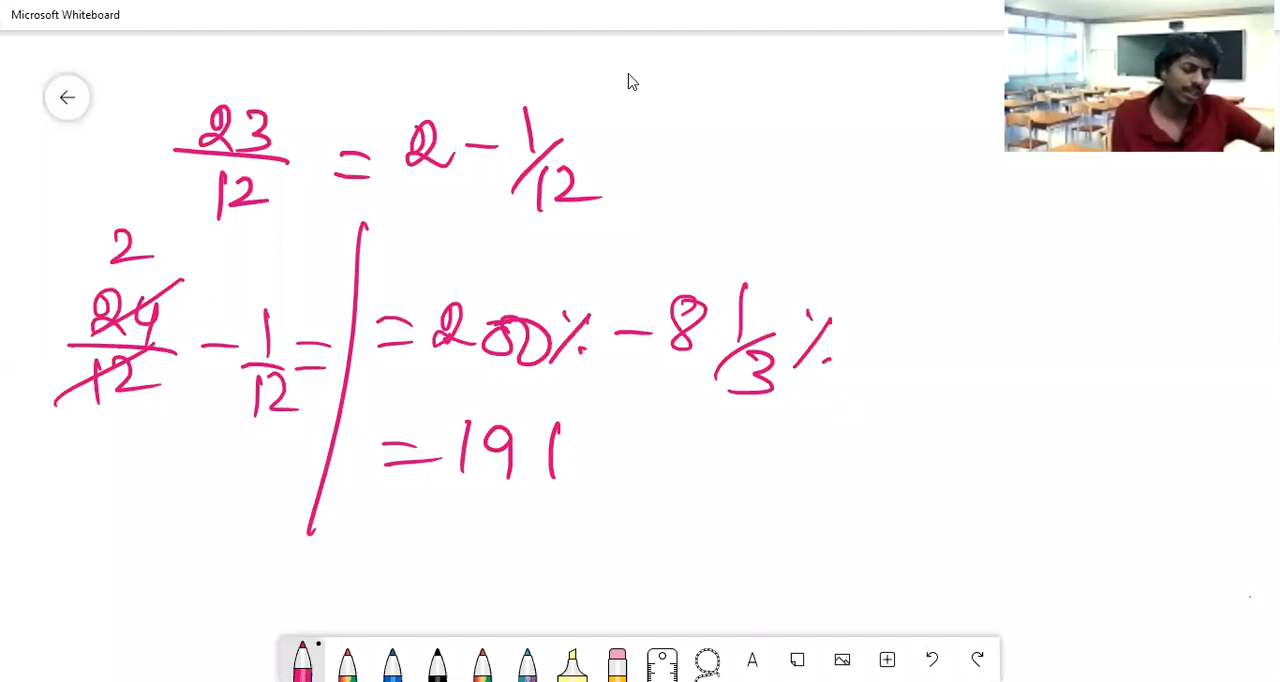 Microsoft Whiteboard
23/12 = 2 - 1/12
2
24/12 - 1/12 =
= 200% - 8 1/3 %
= 191
A